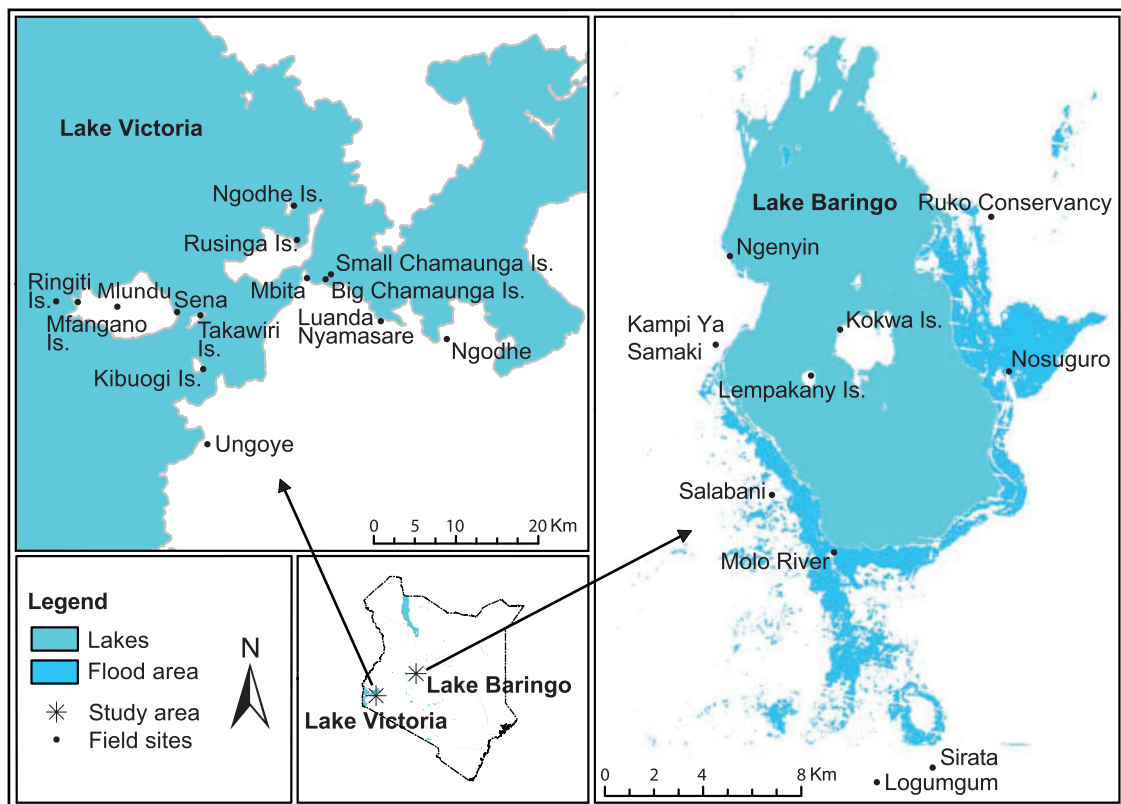 Lake Victoria
Ngodhe Is.
Rusinga Is.
Small Chamaunga Is.
Big Chamaunga Is.
Mbita
Ringiti
Is.
Mlundu
Sena
Mfangano
Is.
Takawiri
Is.
Luanda
Nyamasare
Ngodhe
Kibuogi Is.
Ungoye
0 5 10 20 Km
Lake Baringo
Ruko Conservancy
Ngenyin
Kampi Ya
Samaki
Kokwa Is.
Nosuguro
Lempakany Is.
Salabani
Molo River
Sirata
Logumgum
0 2 4 8 Km
Legend
Lakes
Flood area
Study area
Field sites
N
Lake Baringo
Lake Victoria